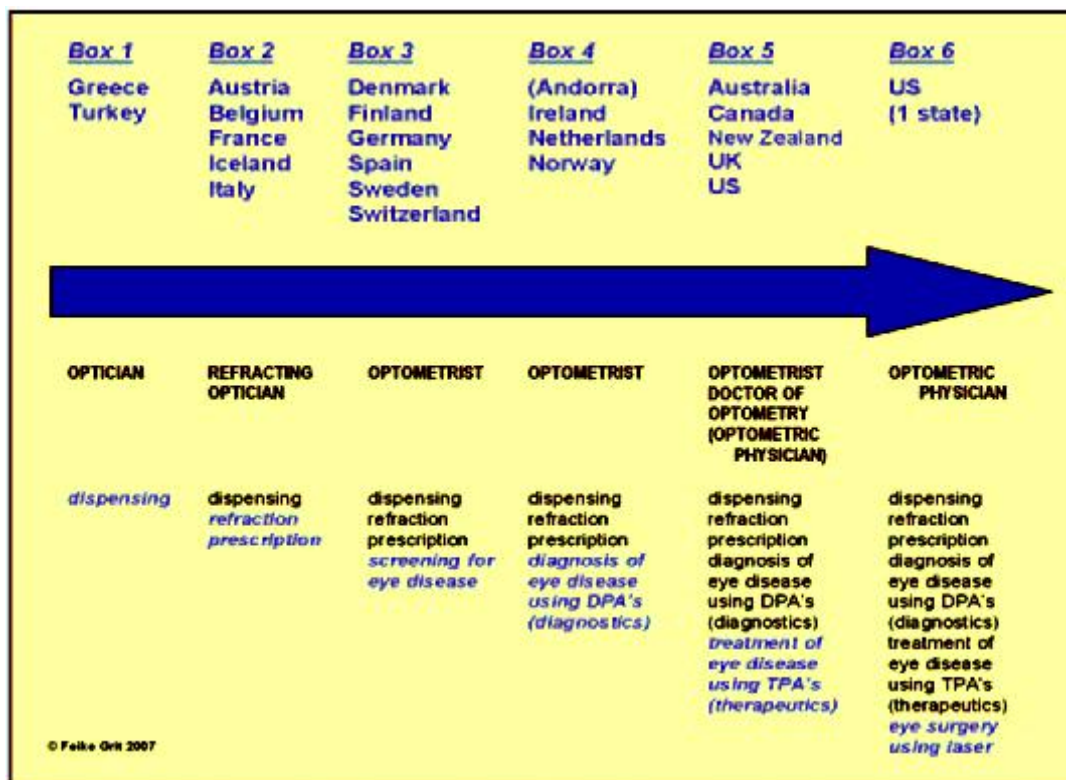 Box 1
Greece
Turkey
Box 2
Austria
Belgium
France
Iceland
Italy
Box 3
Denmark
Finland
Germany
Spain
Sweden
Switzerland
Box 4
(Andorra)
Ireland
Netherlands
Norway
Box 5
Australia
Canada
New Zealand
UK
US
Box 6
US
(1 state)
OPTICIAN
REFRACTING
OPTICIAN
OPTOMETRIST
OPTOMETRIST
OPTOMETRIST
DOCTOR OF
OPTOMETRY
(OPTOMETRIC
PHYSICIAN)
OPTOMETRIC
PHYSICIAN
dispensing
dispensing
refraction
prescription
dispensing
refraction
prescription
screening for
eye disease
dispensing
refraction
prescription
diagnosis of
eye disease
using DPA's
(diagnostics)
dispensing
refraction
prescription
diagnosis of
eye disease
using DPA's
(diagnostics)
treatment of
eye disease
using TPA's
(therapeutics)
dispensing
refraction
prescription
diagnosis of
eye disease
using DPA's
(diagnostics)
treatment of
eye disease
using TPA's
(therapeutics)
eye surgery
using laser
© Feike Grit 2007